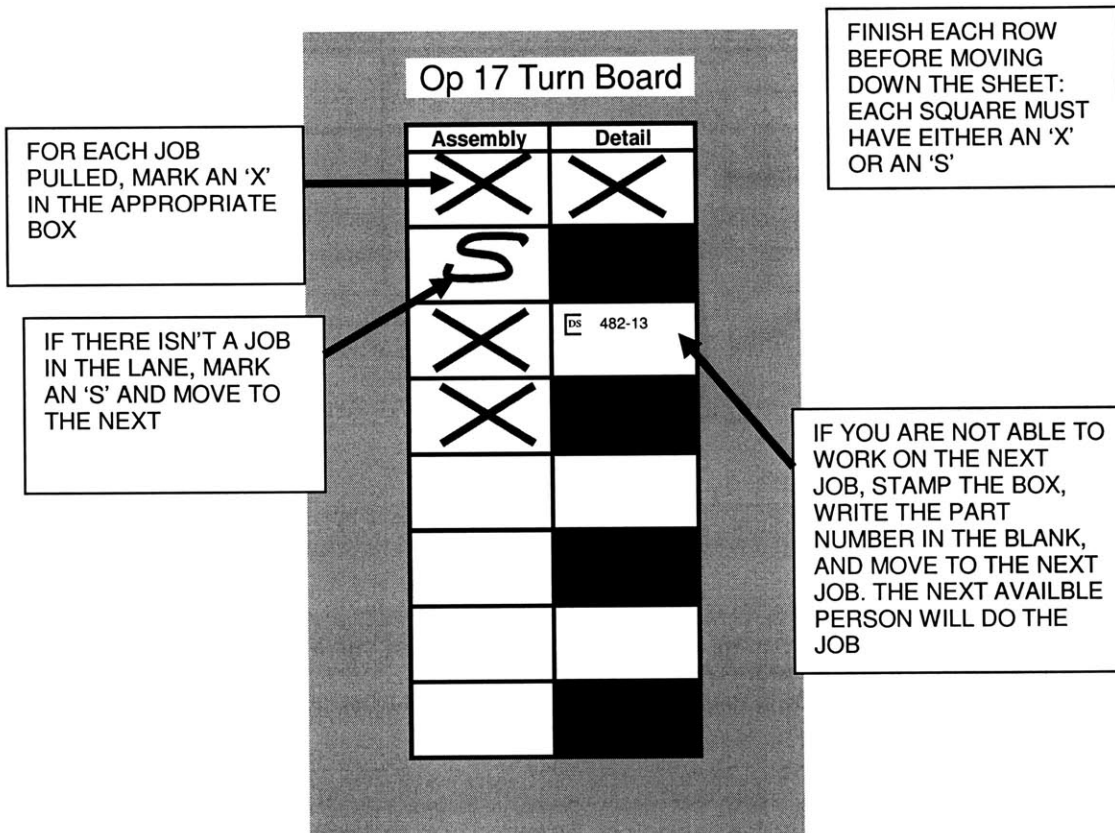 Op 17 Turn Board
FINISH EACH ROW
BEFORE MOVING
DOWN THE SHEET:
EACH SQUARE MUST
HAVE EITHER AN ‘X’
OR AN ‘S’
FOR EACH JOB
PULLED, MARK AN ‘X’
IN THE APPROPRIATE
BOX
Assembly Detail
X X
S
IF THERE ISN’T A JOB
IN THE LANE, MARK
AN ‘S’ AND MOVE TO
THE NEXT
X DS 482-13
X
IF YOU ARE NOT ABLE TO
WORK ON THE NEXT
JOB, STAMP THE BOX,
WRITE THE PART
NUMBER IN THE BLANK,
AND MOVE TO THE NEXT
JOB. THE NEXT AVAILBLE
PERSON WILL DO THE
JOB